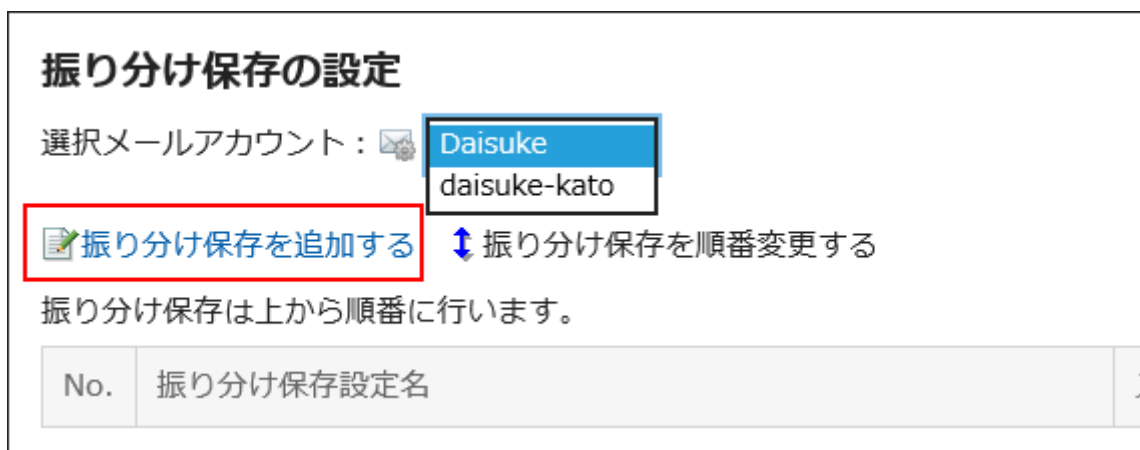 振り分け保存の設定
選択メールアカウント： Daisuke
daisuke-kato
振り分け保存を追加する 振り分け保存を順番変更する
振り分け保存は上から順番に行います。
No. 振り分け保存設定名